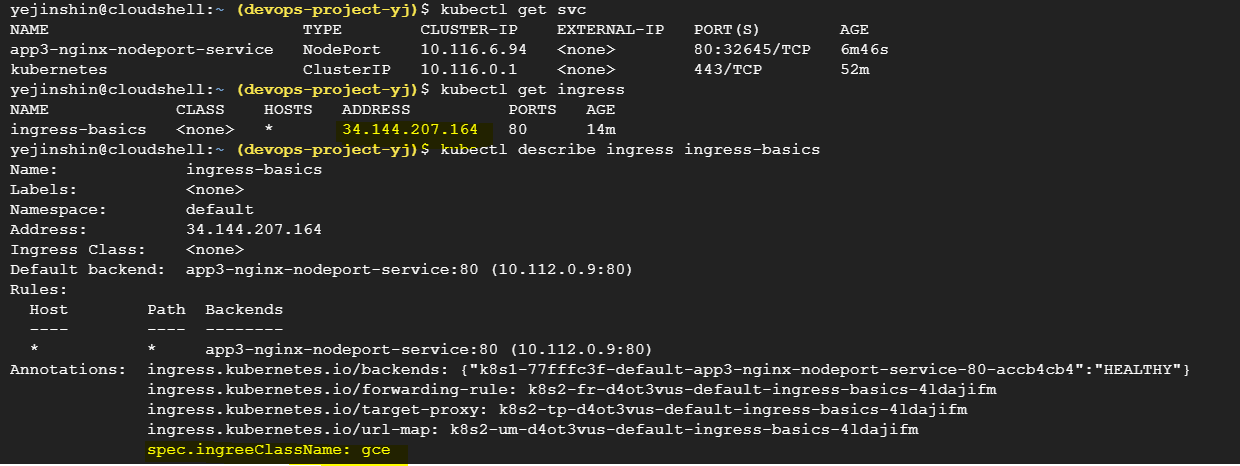 yejinshin@cloudshell:~ (devops-project-yj)$ kubectl get svc
NAME TYPE CLUSTER-IP EXTERNAL-IP PORT(S) AGE
app3-nginx-nodeport-service NodePort 10.116.6.94 <none> 80:32645/TCP 6m46s
kubernetes ClusterIP 10.116.0.1 <none> 443/TCP 52m
yejinshin@cloudshell:~ (devops-project-yj)$ kubectl get ingress
NAME CLASS HOSTS ADDRESS PORTS AGE
ingress-basics <none> * 34.144.207.164 80 14m
yejinshin@cloudshell:~ (devops-project-yj)$ kubectl describe ingress ingress-basics
Name: ingress-basics
Labels: <none>
Namespace: default
Address: 34.144.207.164
Ingress Class: <none>
Default backend: app3-nginx-nodeport-service:80 (10.112.0.9:80)
Rules:
Host Path Backends
---- ---- --------
* * app3-nginx-nodeport-service:80 (10.112.0.9:80)
Annotations: ingress.kubernetes.io/backends: {"k8s1-77fffc3f-default-app3-nginx-nodeport-service-80-accb4cb4":"HEALTHY"}
ingress.kubernetes.io/forwarding-rule: k8s2-fr-d4ot3vus-default-ingress-basics-4ldajifm
ingress.kubernetes.io/target-proxy: k8s2-tp-d4ot3vus-default-ingress-basics-4ldajifm
ingress.kubernetes.io/url-map: k8s2-um-d4ot3vus-default-ingress-basics-4ldajifm
spec.ingreeClassName: gce